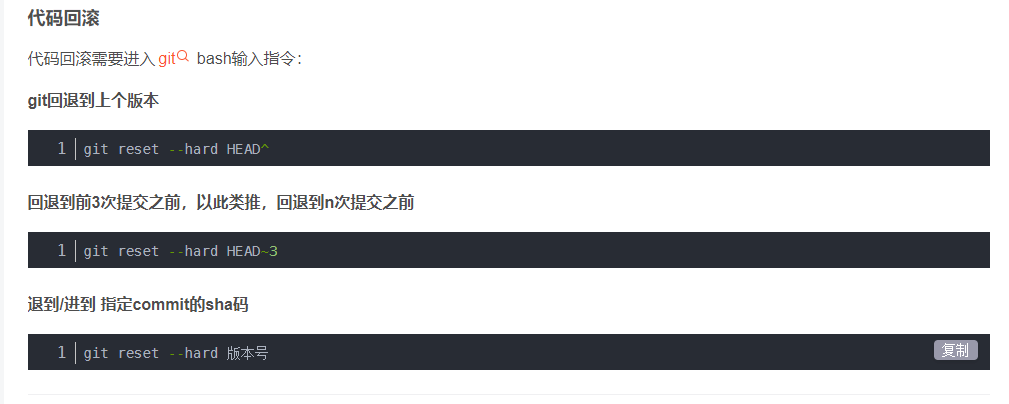 代码回滚
代码回滚需要进入 git bash输入指令：
git回退到上个版本
1 git reset --hard HEAD^
回退到前3次提交之前，以此类推，回退到n次提交之前
1 git reset --hard HEAD~3
退到/进到 指定commit的sha码
1 git reset --hard 版本号
复制